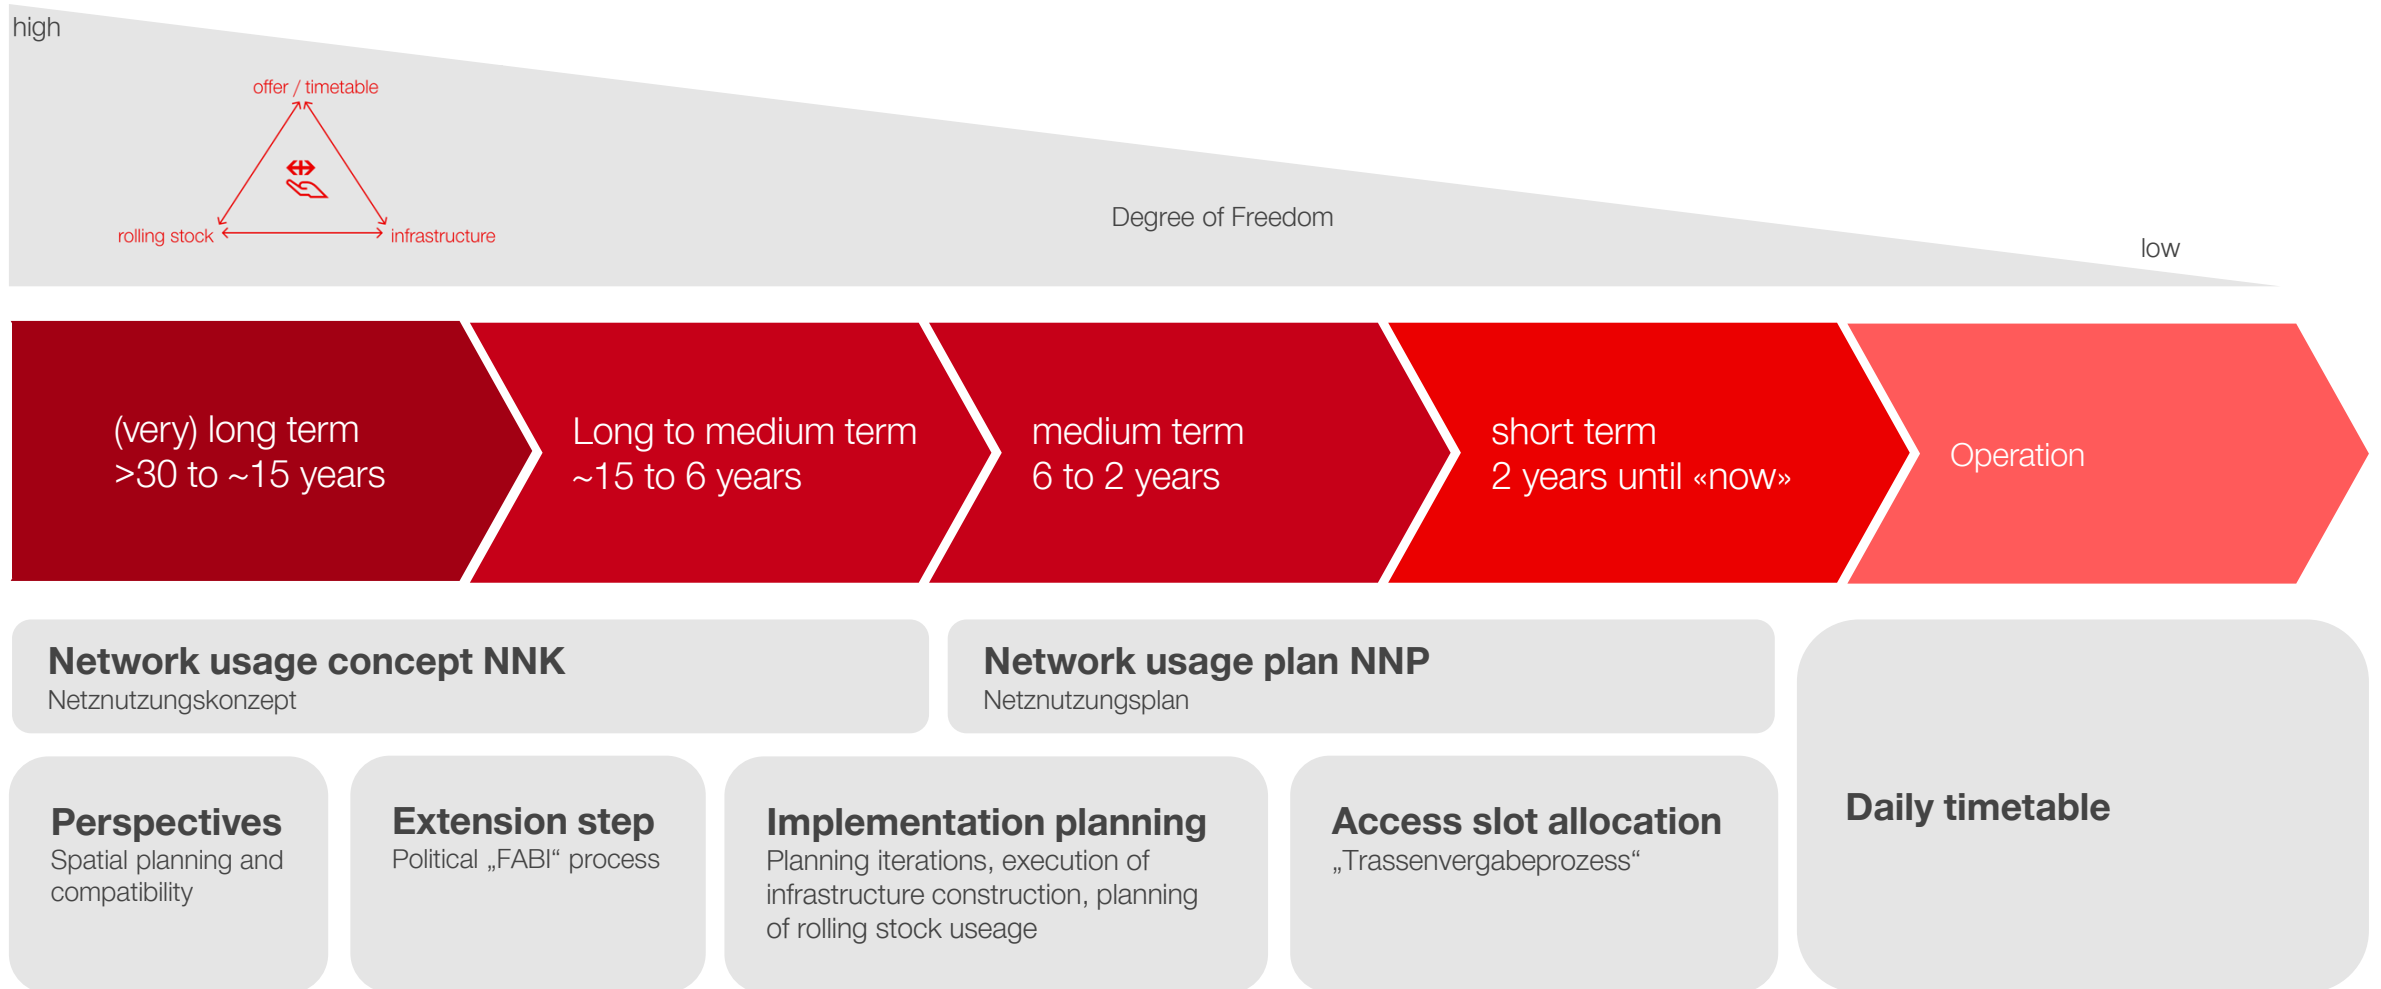 high
offer / timetable
rolling stock
infrastructure
Degree of Freedom
low
(very) long term
>30 to ~15 years
Long to medium term
~15 to 6 years
medium term
6 to 2 years
short term
2 years until «now»
Operation
Network usage concept NNK
Netznutzungskonzept
Network usage plan NNP
Netznutzungsplan
Perspectives
Spatial planning and
compatibility
Extension step
Political „FABI“ process
Implementation planning
Planning iterations, execution of
infrastructure construction, planning
of rolling stock useage
Access slot allocation
„Trassenvergabeprozess“
Daily timetable